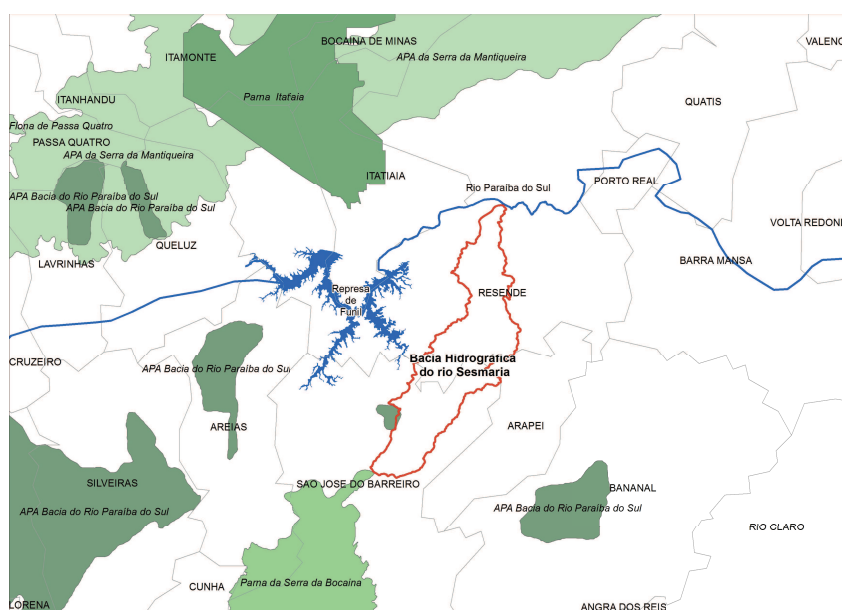 BOCAINA DE MINAS
VALENC
ITAMONTE
APA da Serra da Mantiqueira
ITANHANDU
Parna Itatiaia
QUATIS
Flona de Passa Quatro
PASSA QUATRO
APA da Serra da Mantiqueira
ITATIAIA
PORTO REAL
Rio Paraíba do Sul
APA Bacia do Rio Paraíba do Sul
APA Bacia do Rio Paraíba do Sul
VOLTA REDON
QUELUZ
LAVRINHAS
BARRA MANSA
Represa
de
Funil
RESENDE
CRUZEIRO
Bacia Hidrográfica
do rio Sesmaria
APA Bacia do Rio Paraíba do Sul
AREIAS
ARAPEI
SILVEIRAS
SAO JOSE DO BARREIRO
BANANAL
APA Bacia do Rio Paraíba do Sul
APA Bacia do Rio Paraíba do Sul
RIO CLARO
CUNHA
Parna da Serra da Bocaina
LORENA
ANGRA DOS REIS